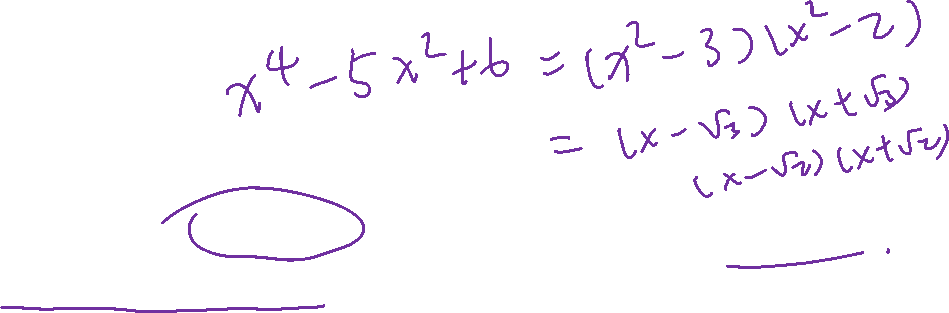 x⁴-5x²+6=(x²-3)(x²-2)
=(x-√3)(x+√3)
(x-√2)(x+√2)